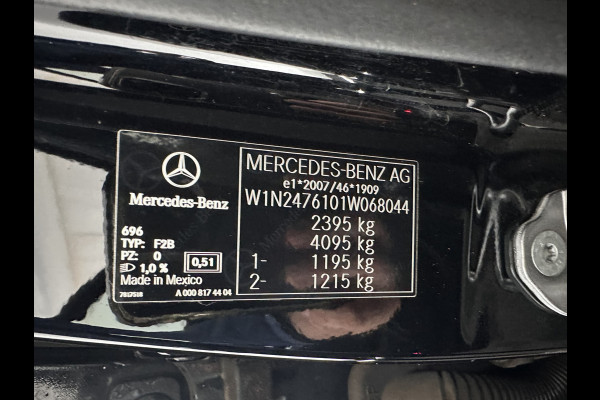 Mercedes-Benz
696
TYP: F2B
PZ: 0
1,0 % 0,51
Made in Mexico
7017518 A 000 817 44 04
MERCEDES-BENZ AG
e1*2007/46*1909
W1N2476101W068044
2395 kg
4095 kg
1- 1195 kg
2- 1215 kg